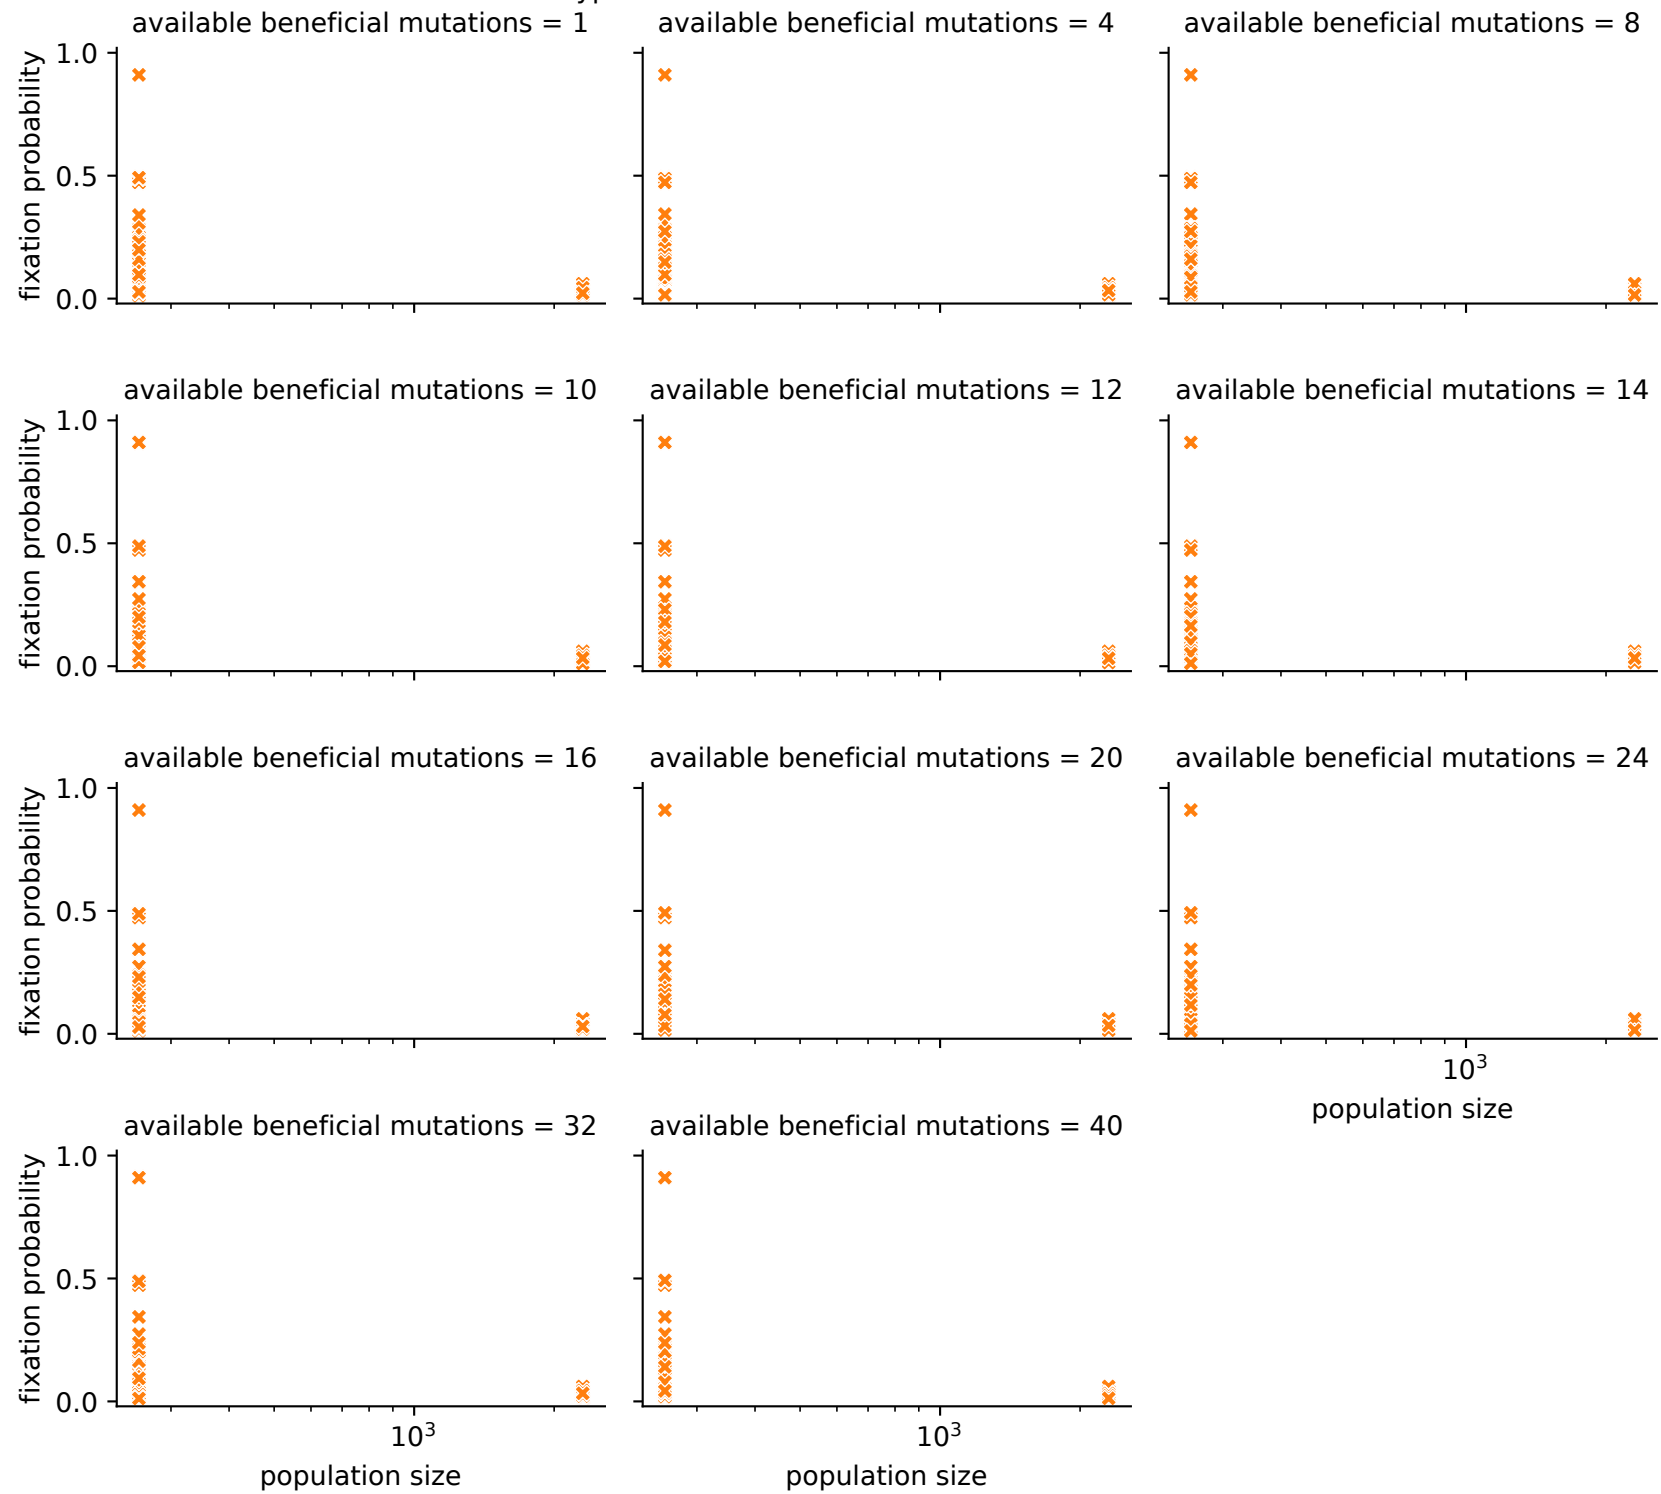 available beneficial mutations = 1
available beneficial mutations = 4
available beneficial mutations = 8
1.0
0.5
0.0
fixation probability
available beneficial mutations = 10
available beneficial mutations = 12
available beneficial mutations = 14
1.0
0.5
0.0
fixation probability
available beneficial mutations = 16
available beneficial mutations = 20
available beneficial mutations = 24
1.0
0.5
0.0
fixation probability
10³
population size
available beneficial mutations = 32
available beneficial mutations = 40
1.0
0.5
0.0
fixation probability
10³
10³
population size
population size